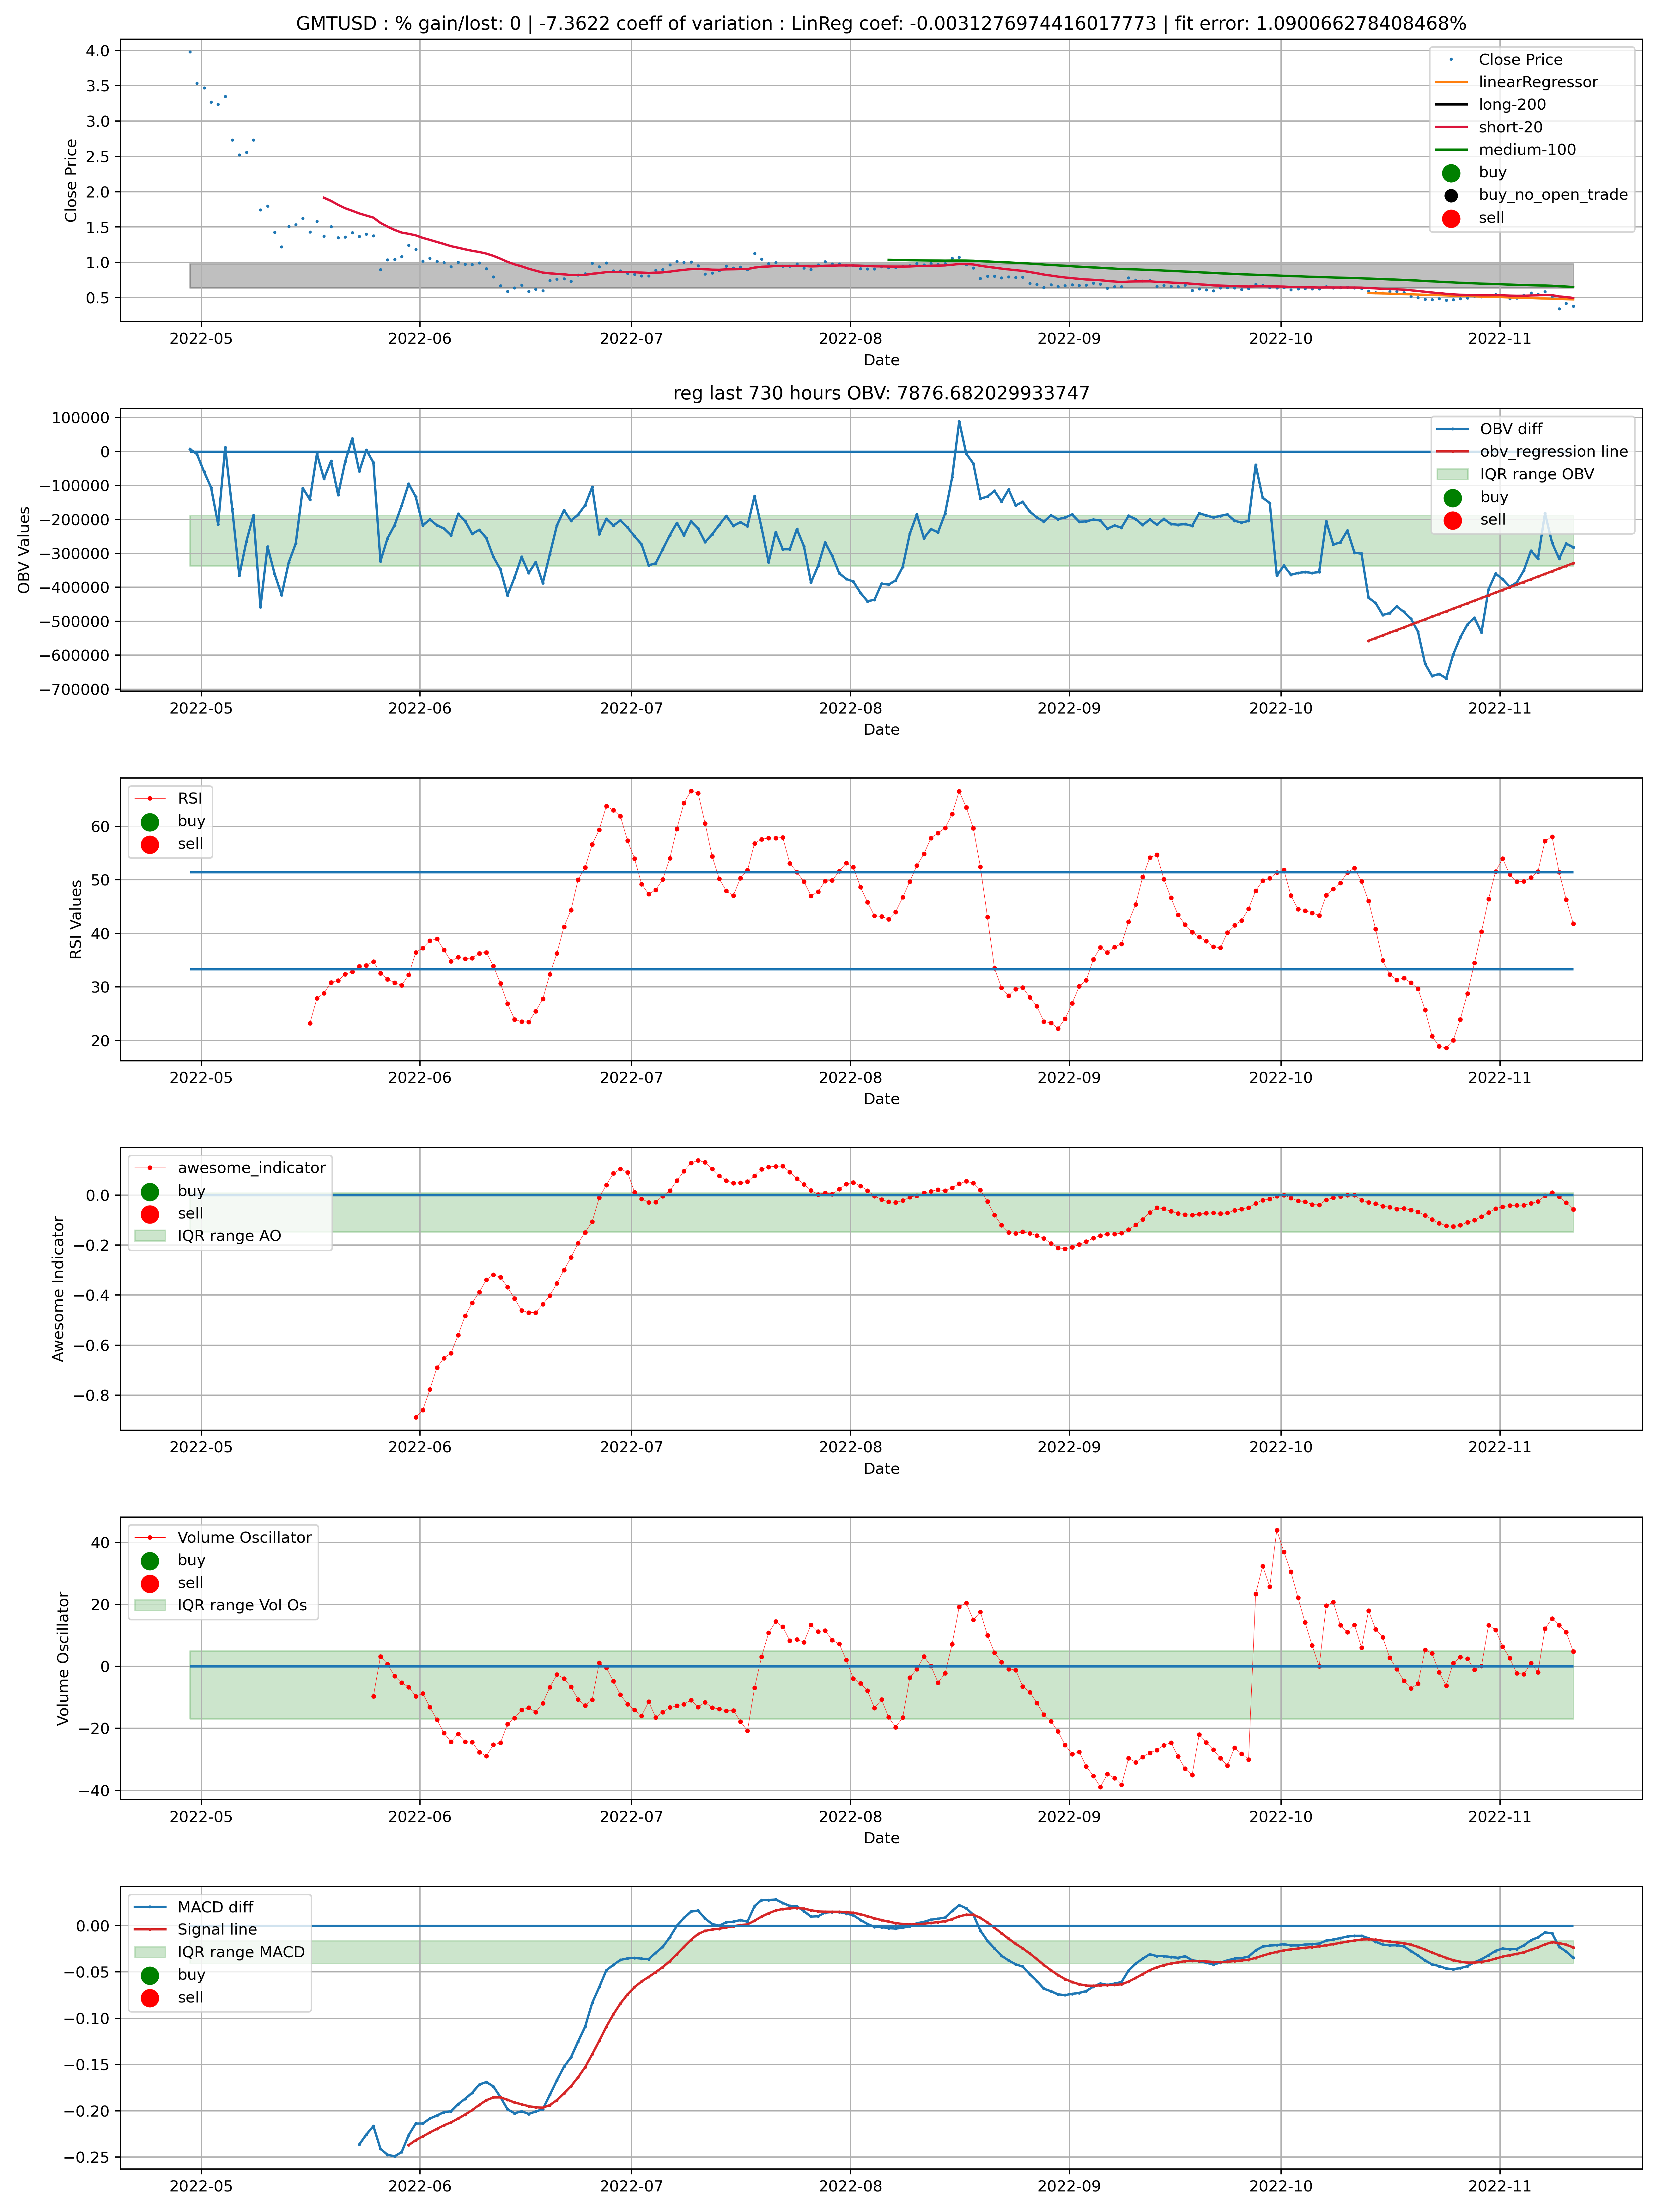 GMTUSD : % gain/lost: 0 | -7.3622 coeff of variation : LinReg coef: -0.0031276974416017773 | fit error: 1.090066278408468%
Close Price
4.0
3.5
3.0
2.5
2.0
1.5
1.0
0.5
Close Price
linearRegressor
long-200
short-20
medium-100
buy
buy_no_open_trade
sell
2022-05 2022-06 2022-07 2022-08 2022-09 2022-10 2022-11
Date
reg last 730 hours OBV: 7876.682029933747
OBV Values
100000
0
−100000
−200000
−300000
−400000
−500000
−600000
−700000
OBV diff
obv_regression line
IQR range OBV
buy
sell
2022-05 2022-06 2022-07 2022-08 2022-09 2022-10 2022-11
Date
RSI Values
60
50
40
30
20
RSI
buy
sell
2022-05 2022-06 2022-07 2022-08 2022-09 2022-10 2022-11
Date
Awesome Indicator
0.0
−0.2
−0.4
−0.6
−0.8
awesome_indicator
buy
sell
IQR range AO
2022-05 2022-06 2022-07 2022-08 2022-09 2022-10 2022-11
Date
Volume Oscillator
40
20
0
−20
−40
Volume Oscillator
buy
sell
IQR range Vol Os
2022-05 2022-06 2022-07 2022-08 2022-09 2022-10 2022-11
Date
0.00
−0.05
−0.10
−0.15
−0.20
−0.25
MACD diff
Signal line
IQR range MACD
buy
sell
2022-05 2022-06 2022-07 2022-08 2022-09 2022-10 2022-11